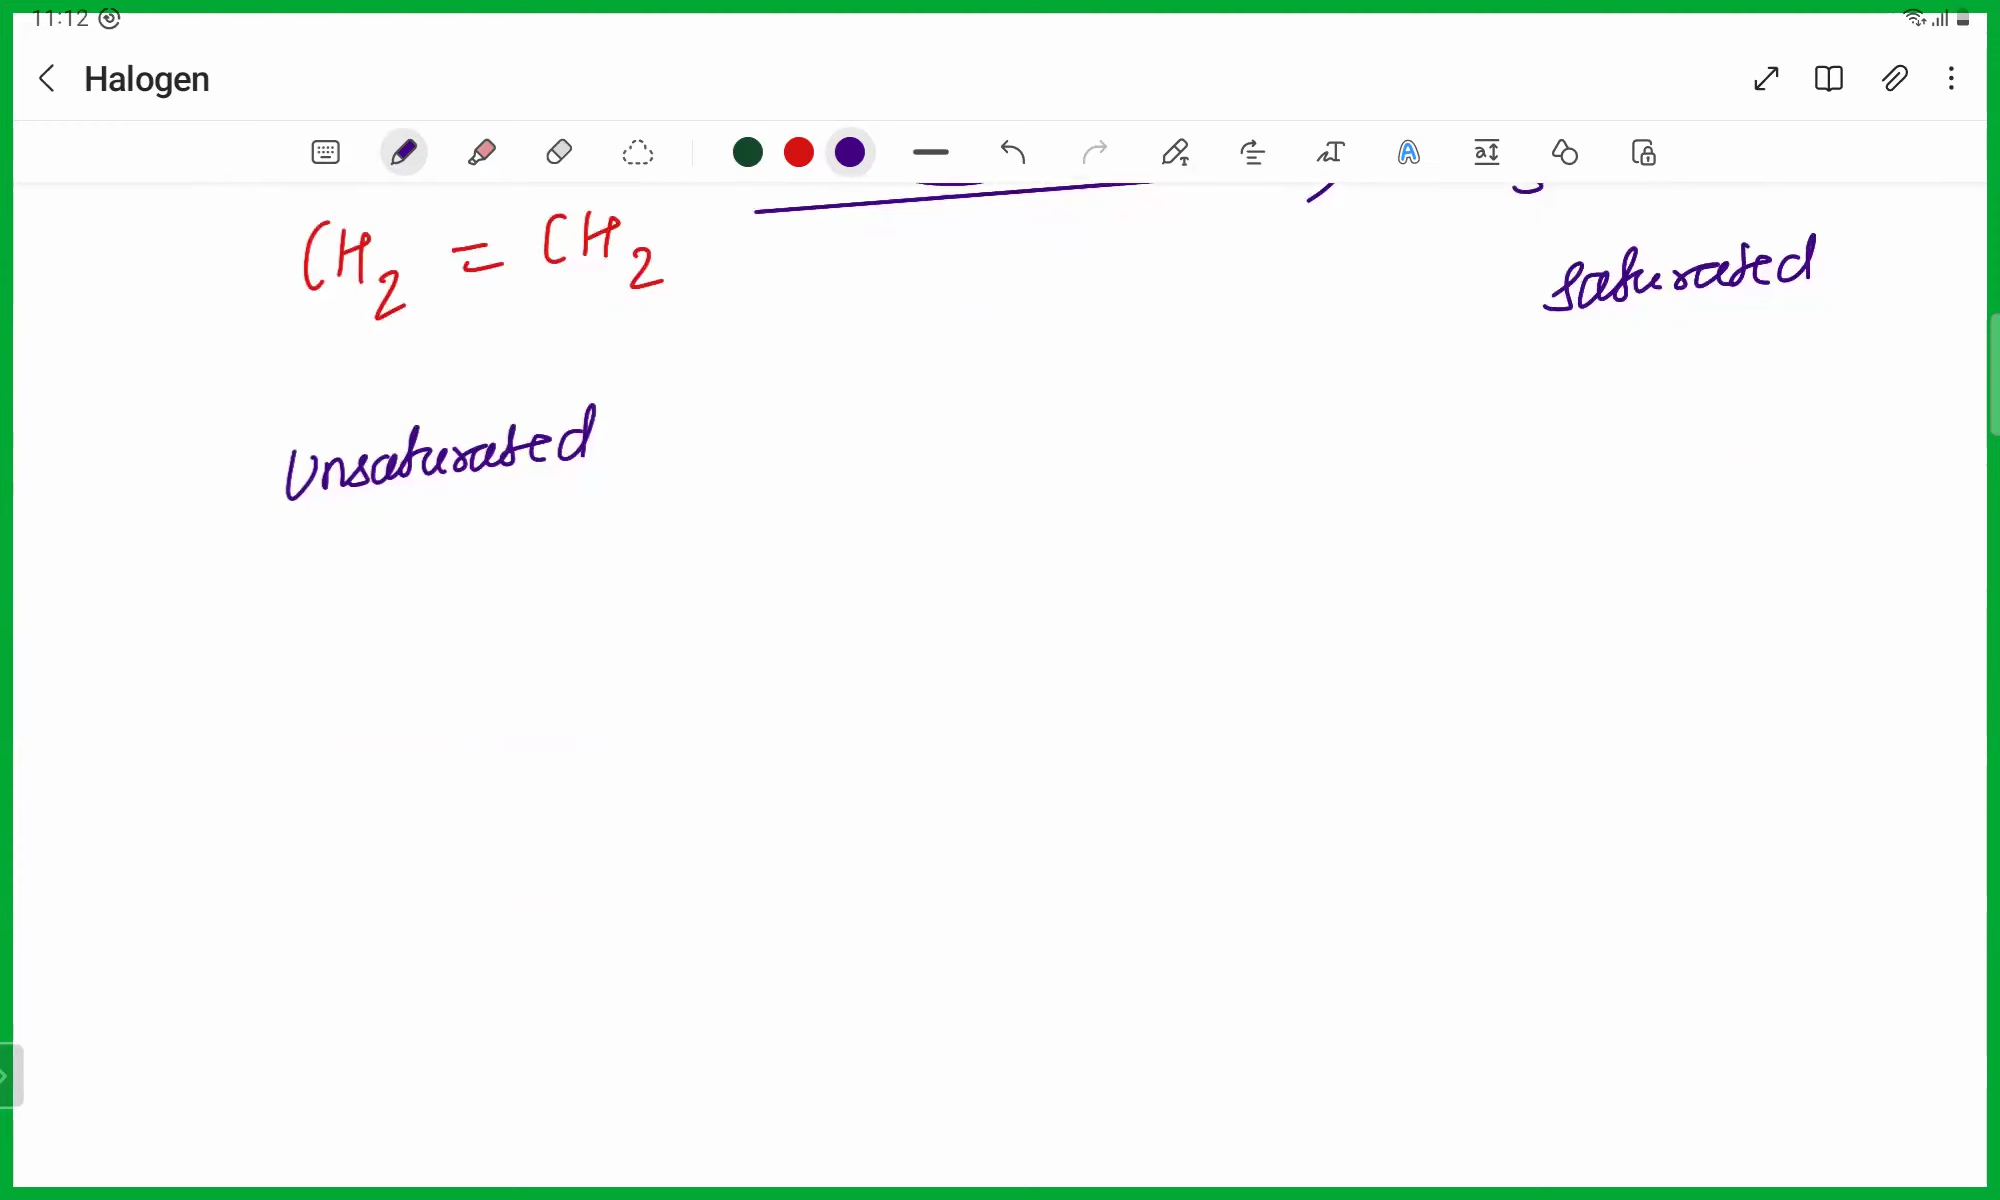 11:12
Halogen
CH2 = CH2
Saturated
Unsaturated